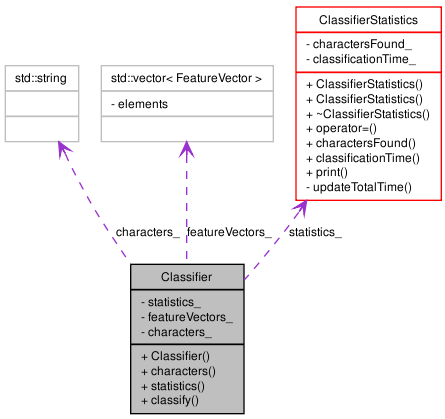 ClassifierStatistics
- charactersFound_
- classificationTime_
+ ClassifierStatistics()
+ ClassifierStatistics()
+ ~ClassifierStatistics()
+ operator=()
+ charactersFound()
+ classificationTime()
+ print()
- updateTotalTime()
std::string
std::vector< FeatureVector >
- elements
characters_
featureVectors_
statistics_
Classifier
- statistics_
- featureVectors_
- characters_
+ Classifier()
+ characters()
+ statistics()
+ classify()